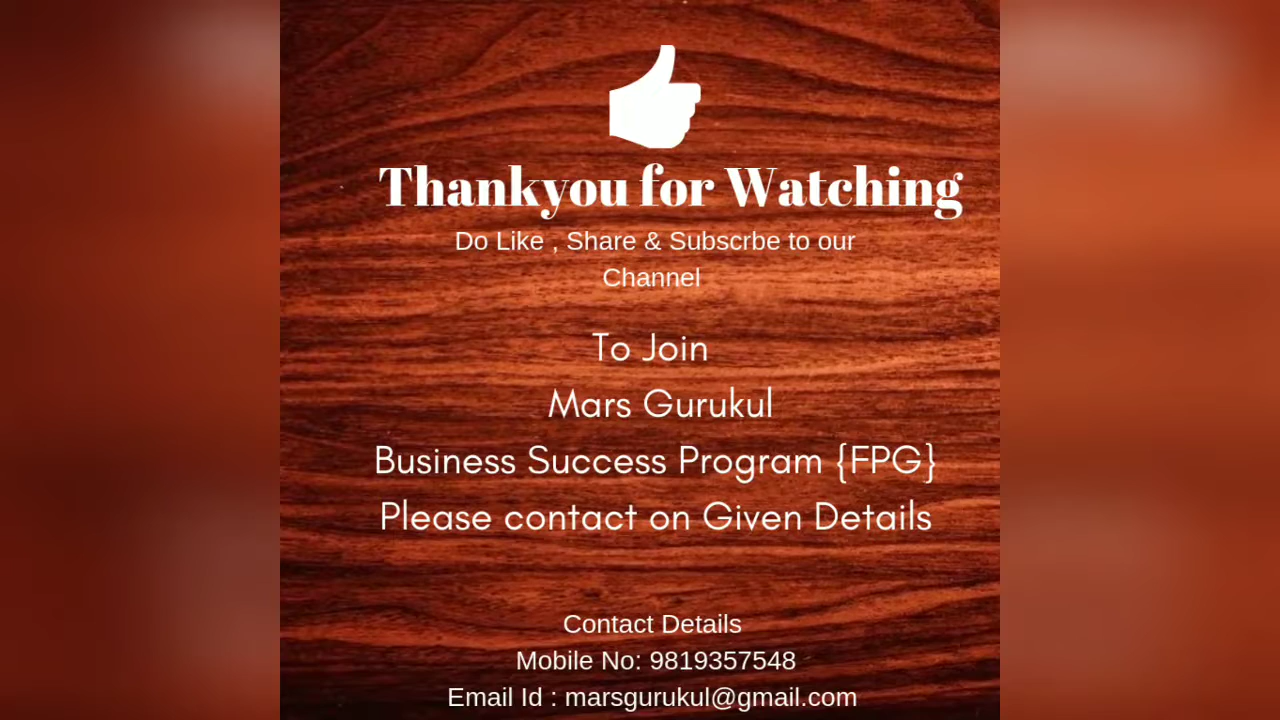 Thankyou for Watching
Do Like , Share & Subscrbe to our
Channel
To Join
Mars Gurukul
Business Success Program {FPG}
Please contact on Given Details
Contact Details
Mobile No: 9819357548
Email Id : marsgurukul@gmail.com